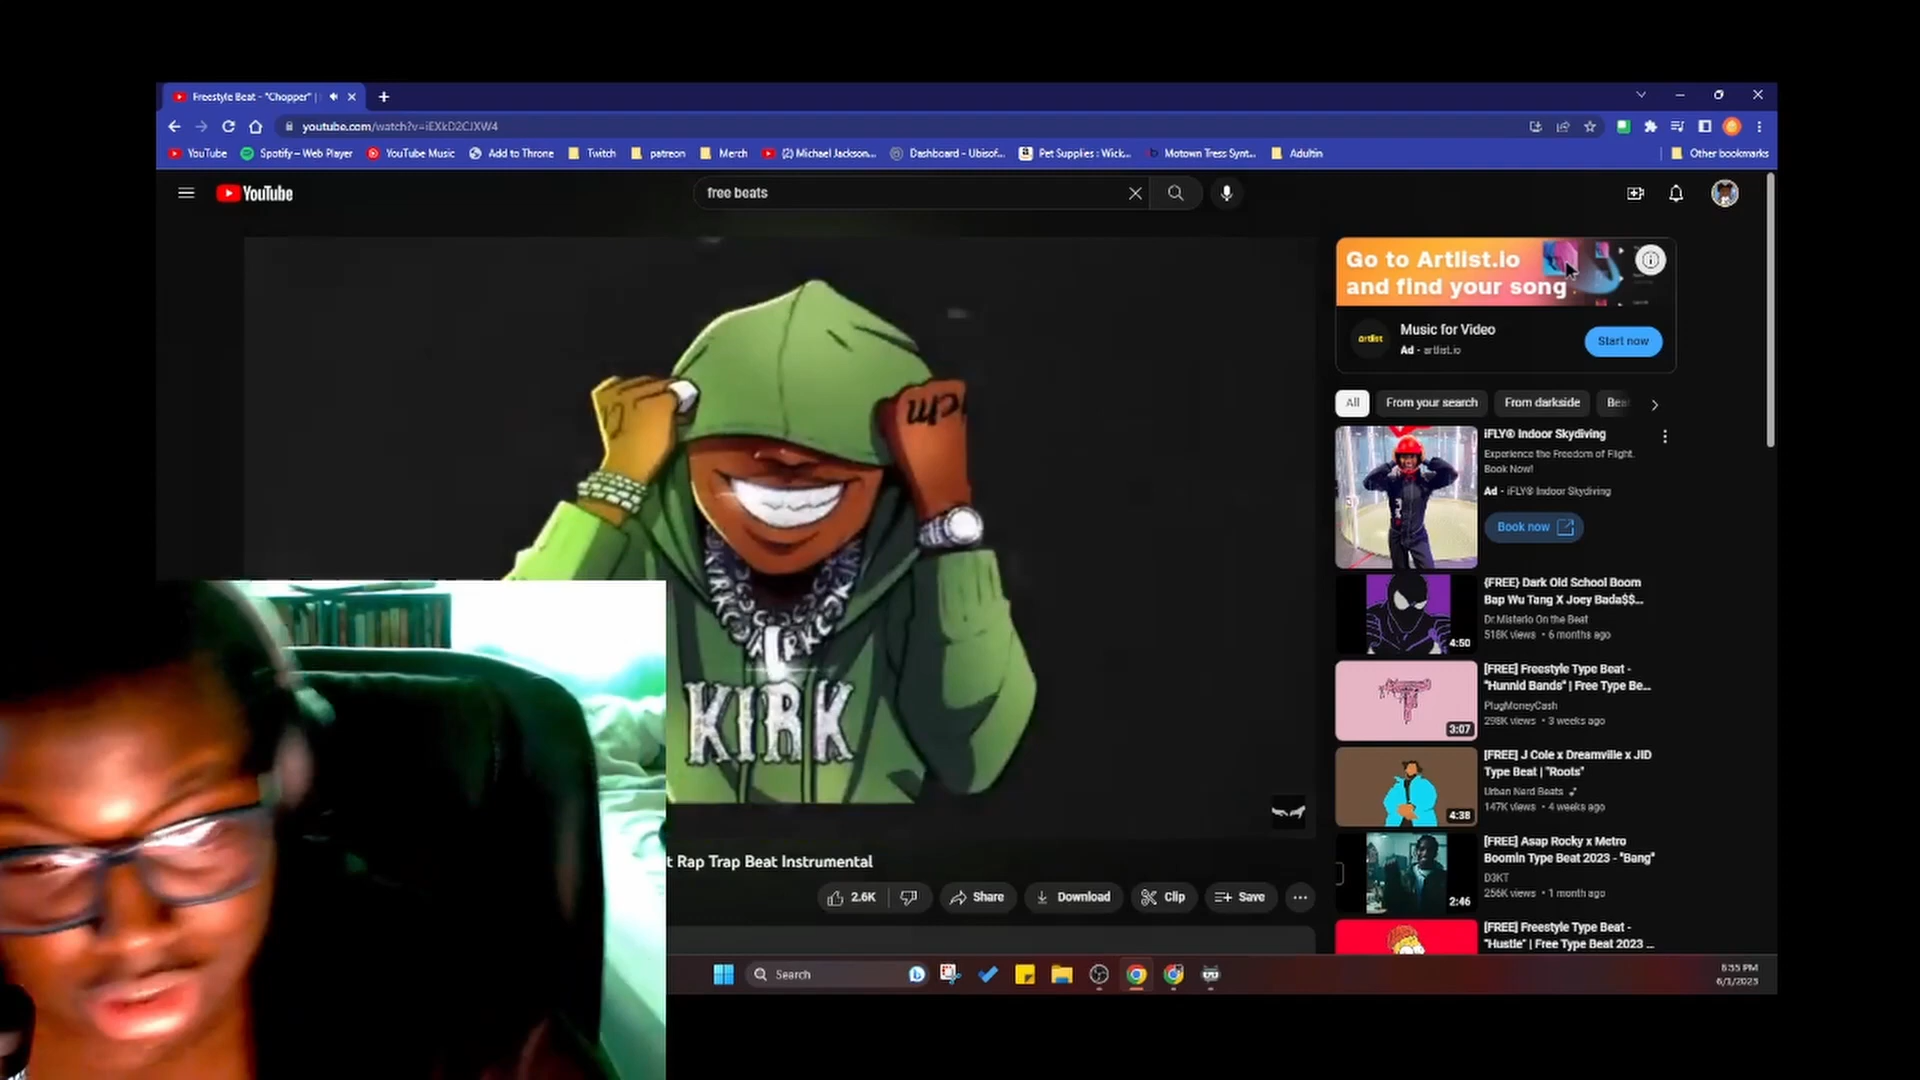 Freestyle Beat - "Chopper" |
youtube.com/watch?v=iEXkD2CJXW4
YouTube
Spotify – Web Player
YouTube Music
Add to Throne
Twitch
patreon
Merch
(2) Michael Jackson...
Dashboard - Ubisof...
Pet Supplies : Wick...
Motown Tress Synt...
Adultin
Other bookmarks
YouTube
free beats
Go to Artlist.io
and find your song
artlist
Music for Video
Ad - artlist.io
Start now
All
From your search
From darkside
Bea
iFLY® Indoor Skydiving
Experience the Freedom of Flight.
Book Now!
Ad - iFLY® Indoor Skydiving
Book now
{FREE} Dark Old School Boom
Bap Wu Tang X Joey Bada$$...
Dr. Misterio On the Beat
518K views • 6 months ago
4:50
[FREE] Freestyle Type Beat -
"Hunnid Bands" | Free Type Be...
PlugMoneyCash
298K views • 3 weeks ago
3:07
[FREE] J Cole x Dreamville x JID
Type Beat | "Roots"
Urban Nerd Beats
147K views • 4 weeks ago
4:38
[FREE] Asap Rocky x Metro
Boomin Type Beat 2023 - "Bang"
D3KT
256K views • 1 month ago
2:46
[FREE] Freestyle Type Beat -
"Hustle" | Free Type Beat 2023 ...
KIRK
t Rap Trap Beat Instrumental
2.6K
Share
Download
Clip
Save
Search
6/1/2023